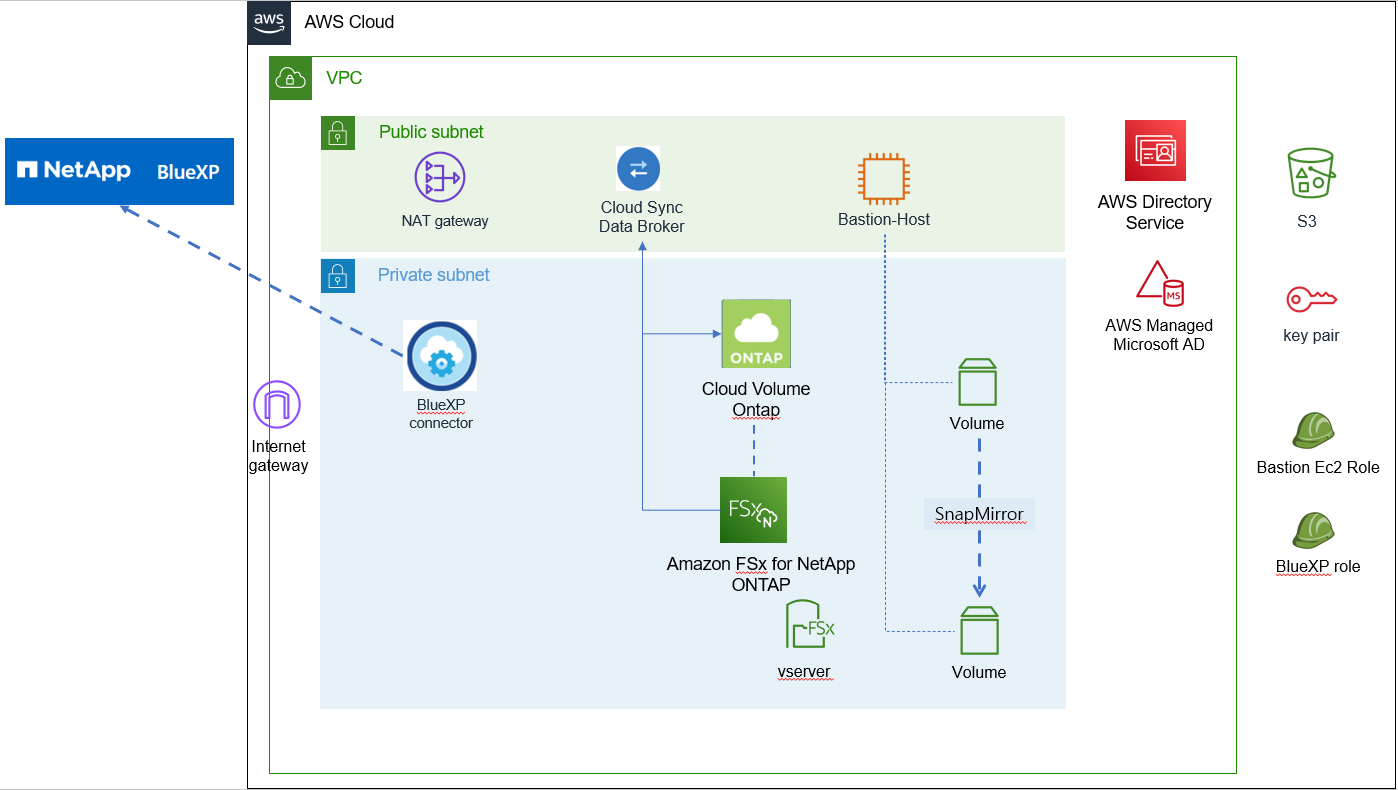 aws
AWS Cloud
VPC
Public subnet
NetApp BlueXP
NAT gateway
Cloud Sync
Data Broker
Bastion-Host
AWS Directory
Service
S3
Private subnet
MS
AWS Managed
Microsoft AD
key pair
ONTAP
Cloud Volume
Ontap
BlueXP
connector
Volume
Internet
gateway
Bastion Ec2 Role
FSx
N
SnapMirror
Amazon FSx for NetApp
ONTAP
BlueXP role
FSx
vserver
Volume